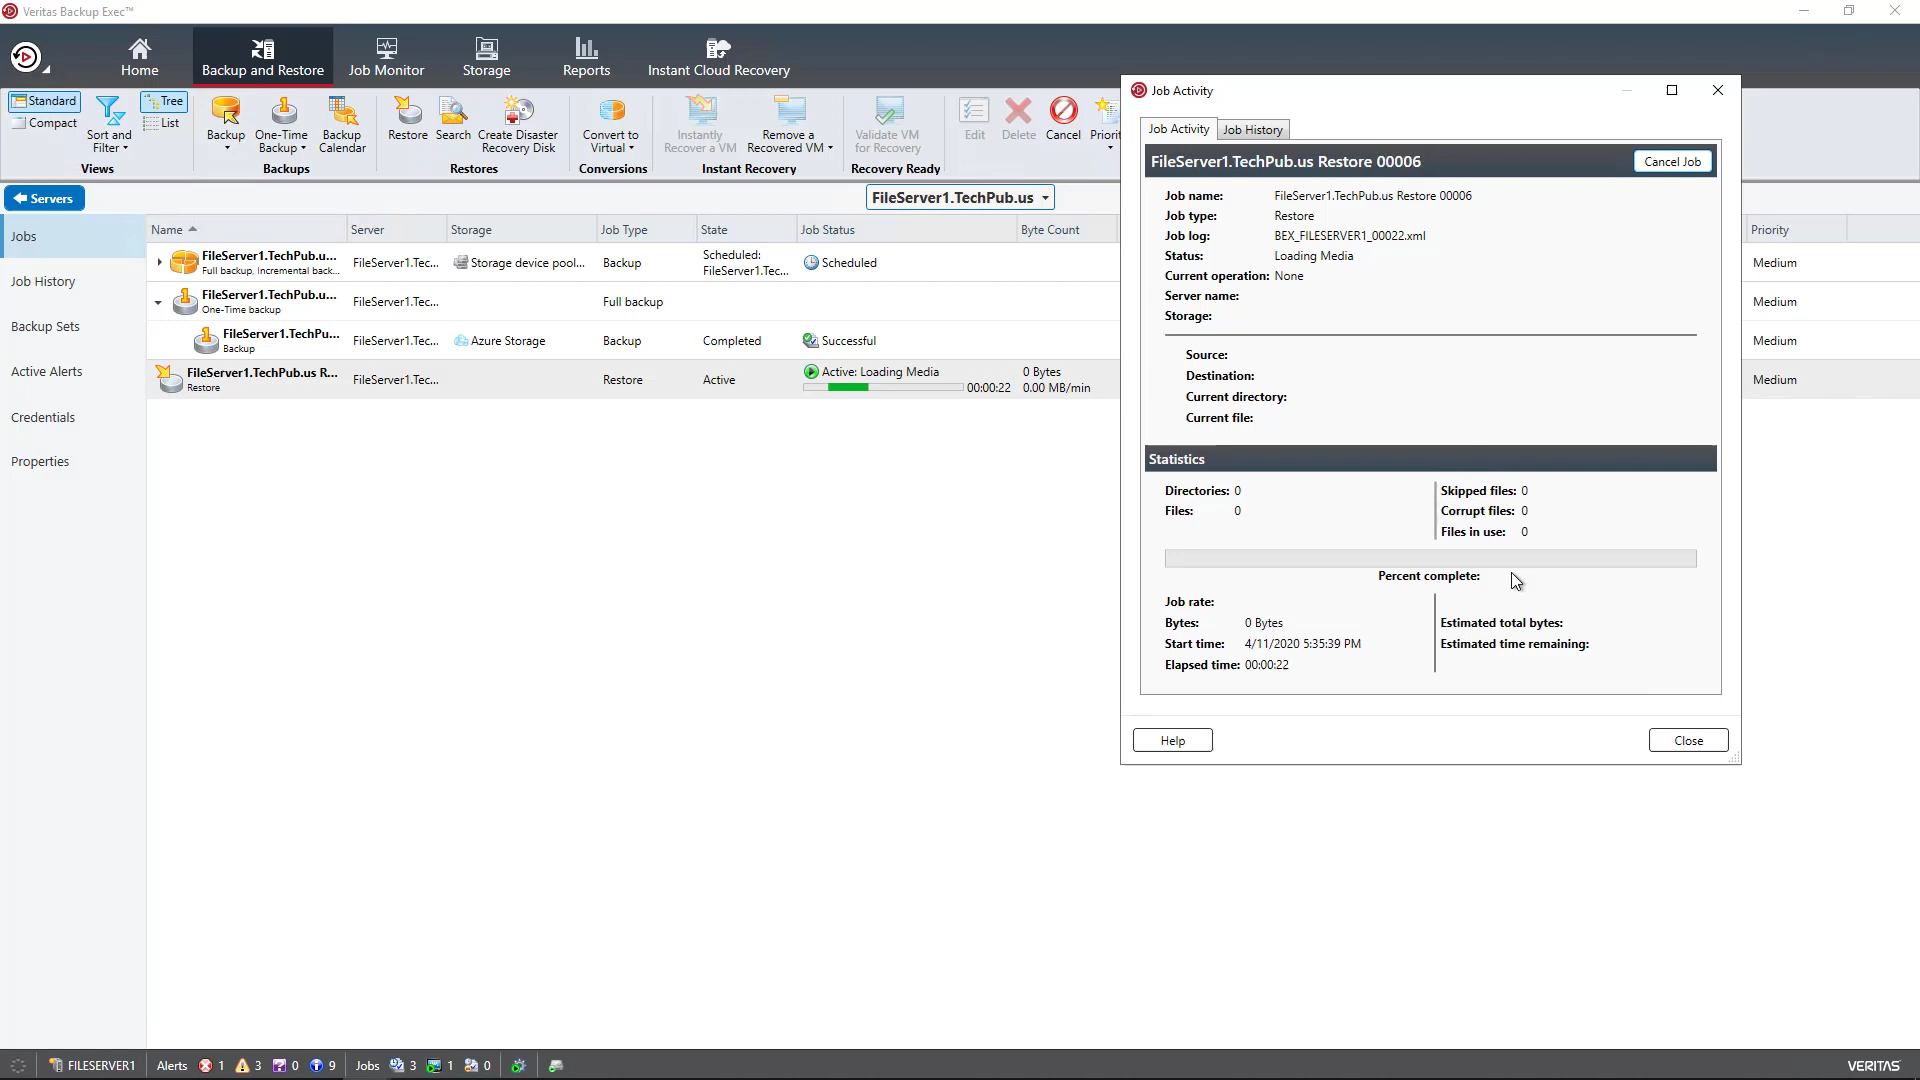 Veritas Backup Exec™
Home
Backup and Restore
Job Monitor
Storage
Reports
Instant Cloud Recovery
Standard
Compact
Sort and
Filter
Tree
List
Views
Backup
One-Time
Backup
Backup
Calendar
Backups
Restore
Search
Create Disaster
Recovery Disk
Restores
Convert to
Virtual
Conversions
Instantly
Recover a VM
Remove a
Recovered VM
Instant Recovery
Validate VM
for Recovery
Recovery Ready
Edit
Delete
Cancel
Priorit
Servers
FileServer1.TechPub.us
Jobs
Job History
Backup Sets
Active Alerts
Credentials
Properties
Name Server Storage Job Type State Job Status Byte Count Priority
FileServer1.TechPub.u...
Full backup, Incremental back...
FileServer1.Tec...
Storage device pool...
Backup
Scheduled:
FileServer1.Tec...
Scheduled
Medium
FileServer1.TechPub.u...
One-Time backup
FileServer1.Tec...
Full backup
Medium
FileServer1.TechPu...
Backup
FileServer1.Tec...
Azure Storage
Backup
Completed
Successful
Medium
FileServer1.TechPub.us R...
Restore
FileServer1.Tec...
Restore
Active
Active: Loading Media
00:00:22
0 Bytes
0.00 MB/min
Medium
Job Activity
Job Activity Job History
FileServer1.TechPub.us Restore 00006
Cancel Job
Job name: FileServer1.TechPub.us Restore 00006
Job type: Restore
Job log: BEX_FILESERVER1_00022.xml
Status: Loading Media
Current operation: None
Server name:
Storage:
Source:
Destination:
Current directory:
Current file:
Statistics
Directories: 0
Files: 0
Skipped files: 0
Corrupt files: 0
Files in use: 0
Percent complete:
Job rate:
Bytes: 0 Bytes
Start time: 4/11/2020 5:35:39 PM
Elapsed time: 00:00:22
Estimated total bytes:
Estimated time remaining:
Help
Close
FILESERVER1 Alerts 1 3 0 9 Jobs 3 1 0
VERITAS